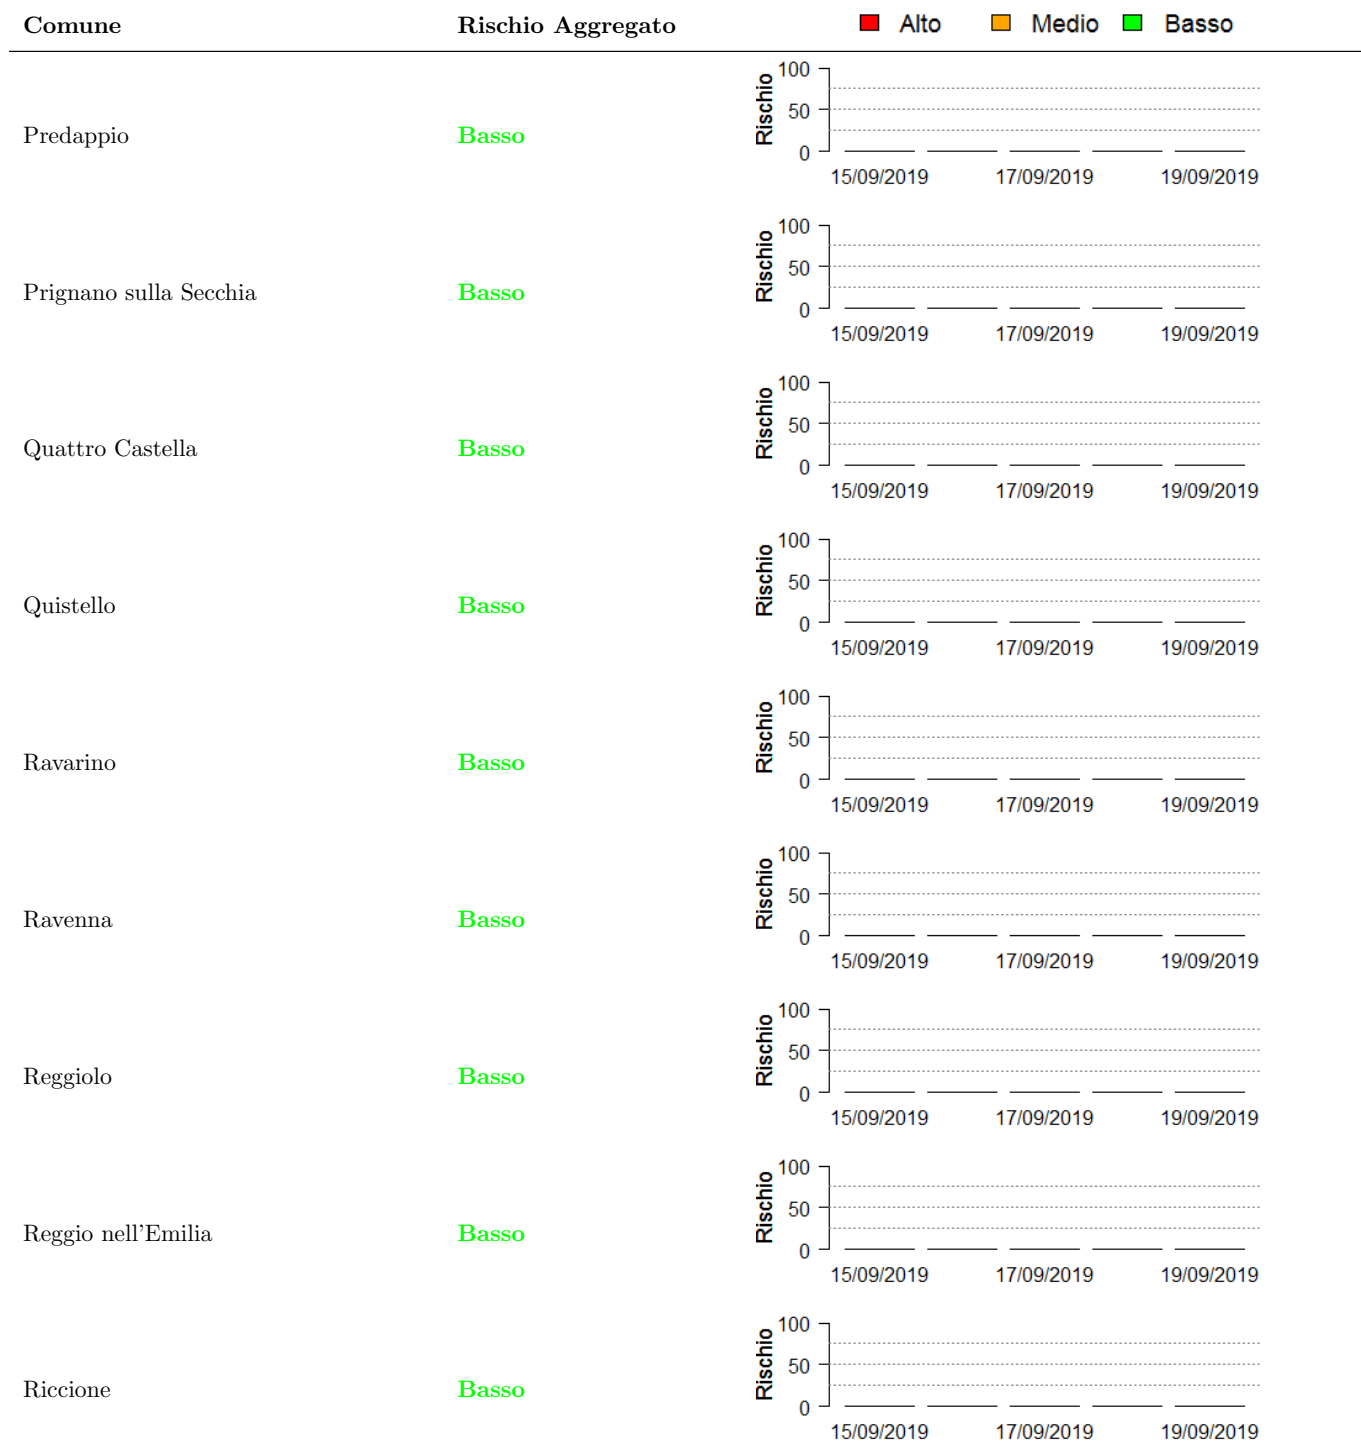 Comune Rischio Aggregato Alto Medio Basso
100
50
0
Rischio
Predappio Basso
15/09/2019 17/09/2019 19/09/2019
100
50
0
Rischio
Prignano sulla Secchia Basso
15/09/2019 17/09/2019 19/09/2019
100
50
0
Rischio
Quattro Castella Basso
15/09/2019 17/09/2019 19/09/2019
100
50
0
Rischio
Quistello Basso
15/09/2019 17/09/2019 19/09/2019
100
50
0
Rischio
Ravarino Basso
15/09/2019 17/09/2019 19/09/2019
100
50
0
Rischio
Ravenna Basso
15/09/2019 17/09/2019 19/09/2019
100
50
0
Rischio
Reggiolo Basso
15/09/2019 17/09/2019 19/09/2019
100
50
0
Rischio
Reggio nell'Emilia Basso
15/09/2019 17/09/2019 19/09/2019
100
50
0
Rischio
Riccione Basso
15/09/2019 17/09/2019 19/09/2019